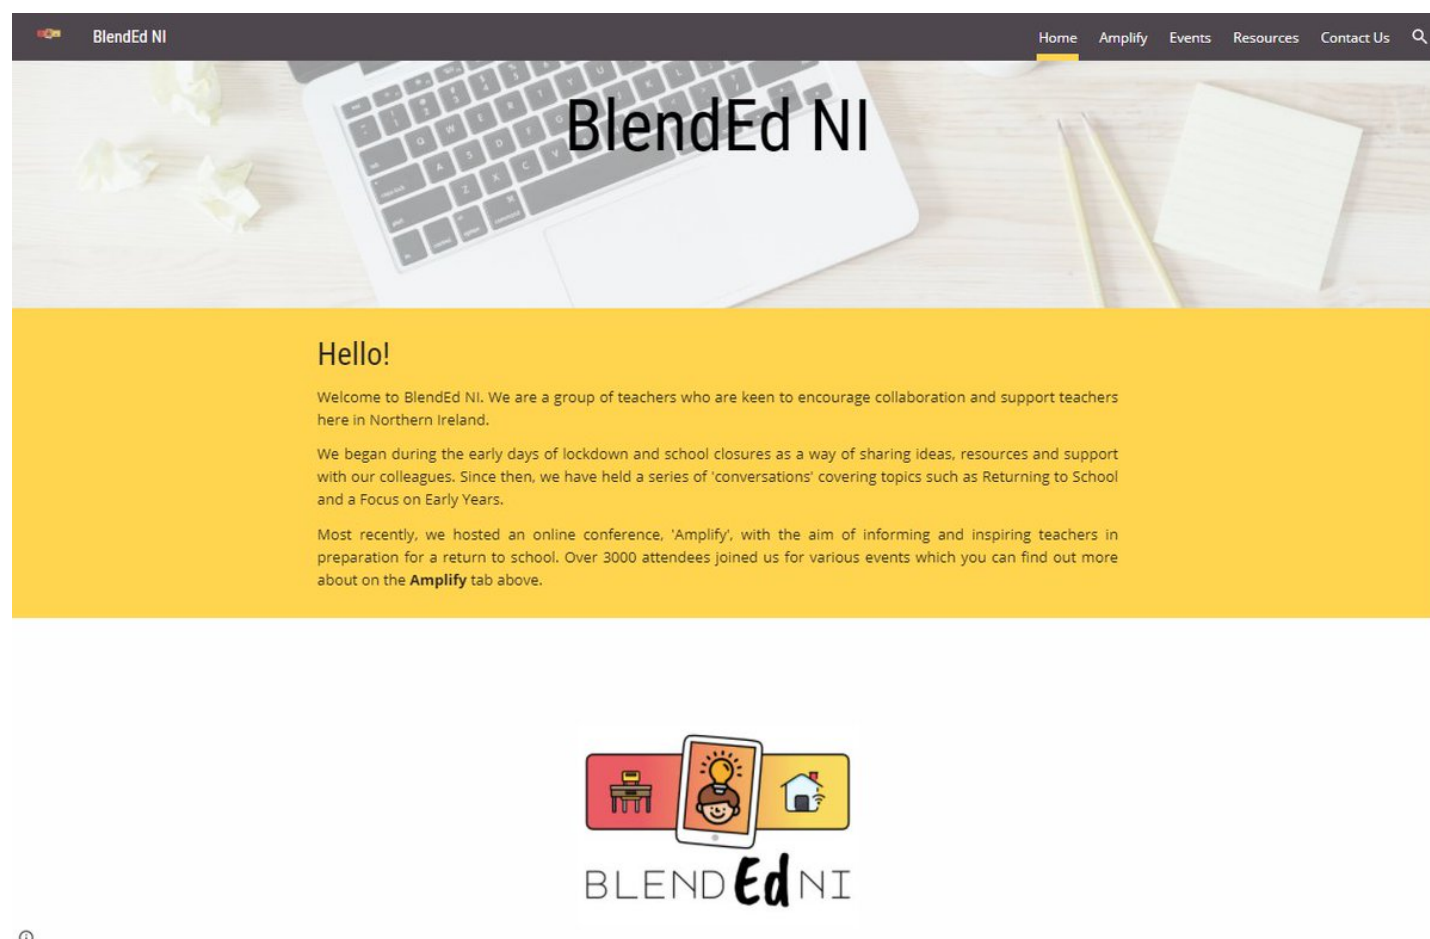 BlendEd NI
Home Amplify Events Resources Contact Us
BlendEd NI
Hello!
Welcome to BlendEd NI. We are a group of teachers who are keen to encourage collaboration and support teachers
here in Northern Ireland.
We began during the early days of lockdown and school closures as a way of sharing ideas, resources and support
with our colleagues. Since then, we have held a series of 'conversations' covering topics such as Returning to School
and a Focus on Early Years.
Most recently, we hosted an online conference, 'Amplify', with the aim of informing and inspiring teachers in
preparation for a return to school. Over 3000 attendees joined us for various events which you can find out more
about on the Amplify tab above.
BLENDEdNI